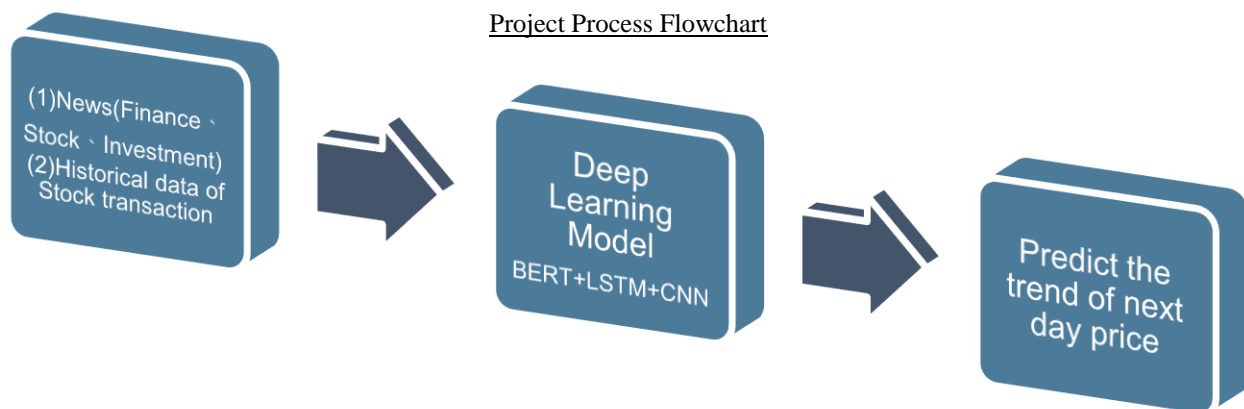 Project Process Flowchart
(1)News(Finance、
Stock、Investment)
(2)Historical data of
Stock transaction
Deep
Learning
Model
BERT+LSTM+CNN
Predict the
trend of next
day price